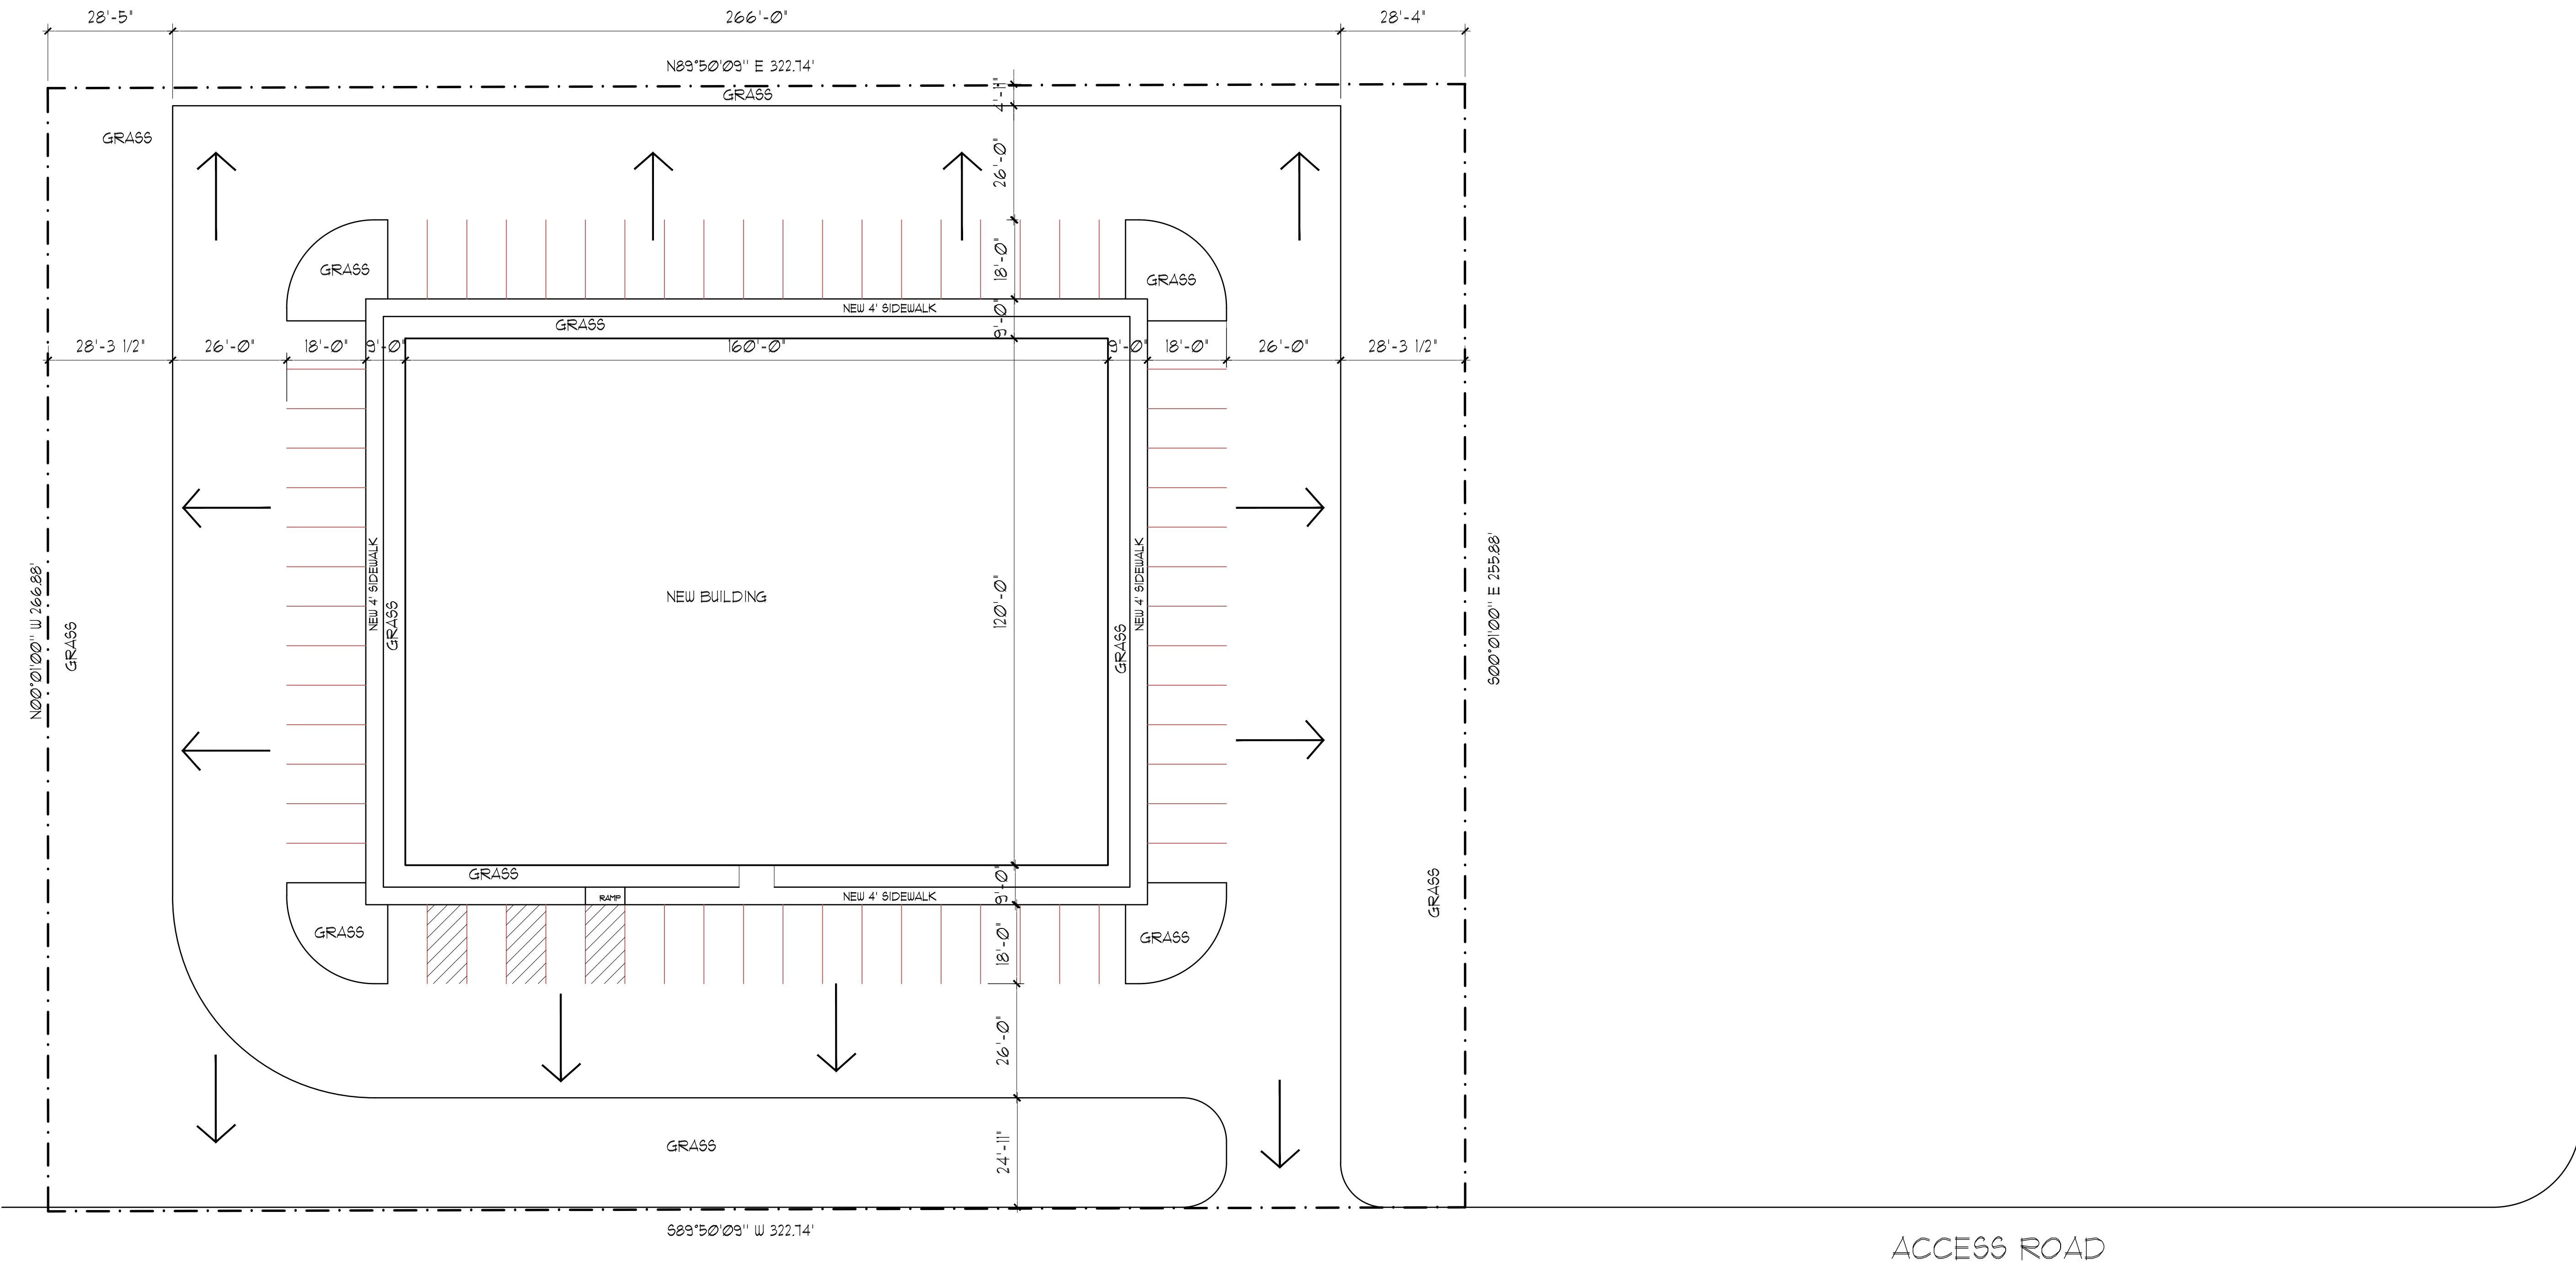 28'-5"
266'-0"
28'-4"
N89°50'09" E 322.74'
GRASS
4'-11"
GRASS
26'-0"
GRASS
18'-0"
GRASS
NEW 4' SIDEWALK
GRASS
9'-0"
28'-3 1/2"
26'-0"
18'-0"
9'-0"
160'-0"
9'-0"
18'-0"
26'-0"
28'-3 1/2"
N00°01'00" W 266.88'
GRASS
NEW 4' SIDEWALK
GRASS
NEW BUILDING
120'-0"
GRASS
NEW 4' SIDEWALK
S00°01'00" E 255.88'
GRASS
GRASS
RAMP
NEW 4' SIDEWALK
9'-0"
GRASS
18'-0"
GRASS
26'-0"
GRASS
24'-11"
S89°50'09" W 322.74'
ACCESS ROAD